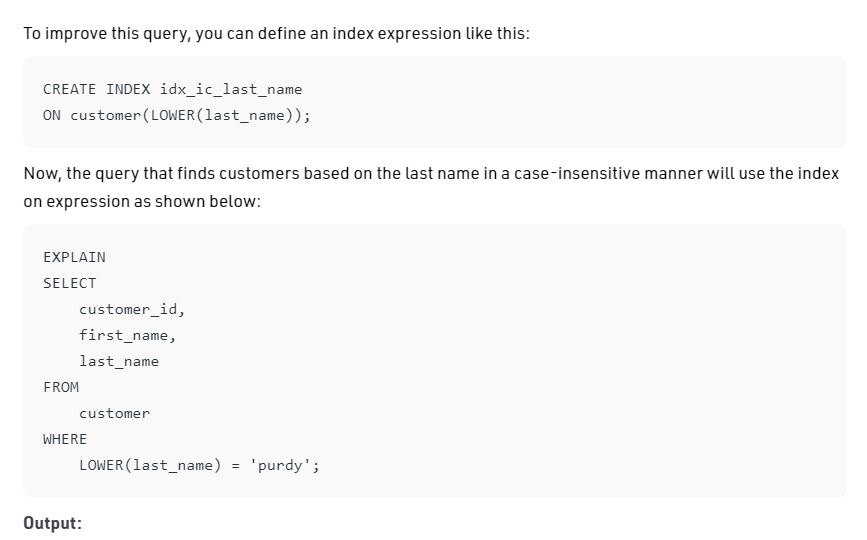 To improve this query, you can define an index expression like this:
CREATE INDEX idx_ic_last_name
ON customer(LOWER(last_name));
Now, the query that finds customers based on the last name in a case-insensitive manner will use the index
on expression as shown below:
EXPLAIN
SELECT
    customer_id,
    first_name,
    last_name
FROM
    customer
WHERE
    LOWER(last_name) = 'purdy';
Output: